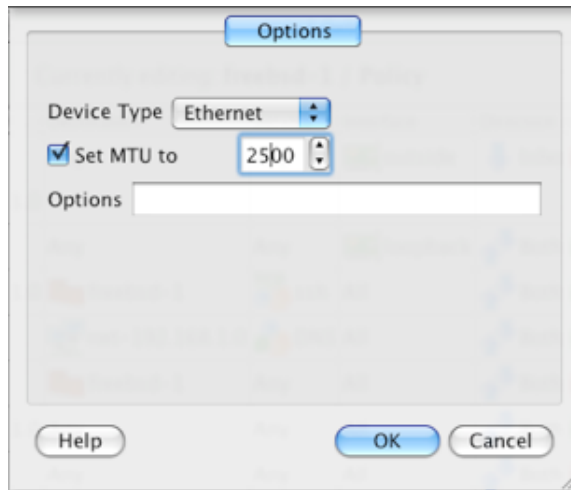 Options
Device Type Ethernet
Set MTU to 2500
Options
Help OK Cancel